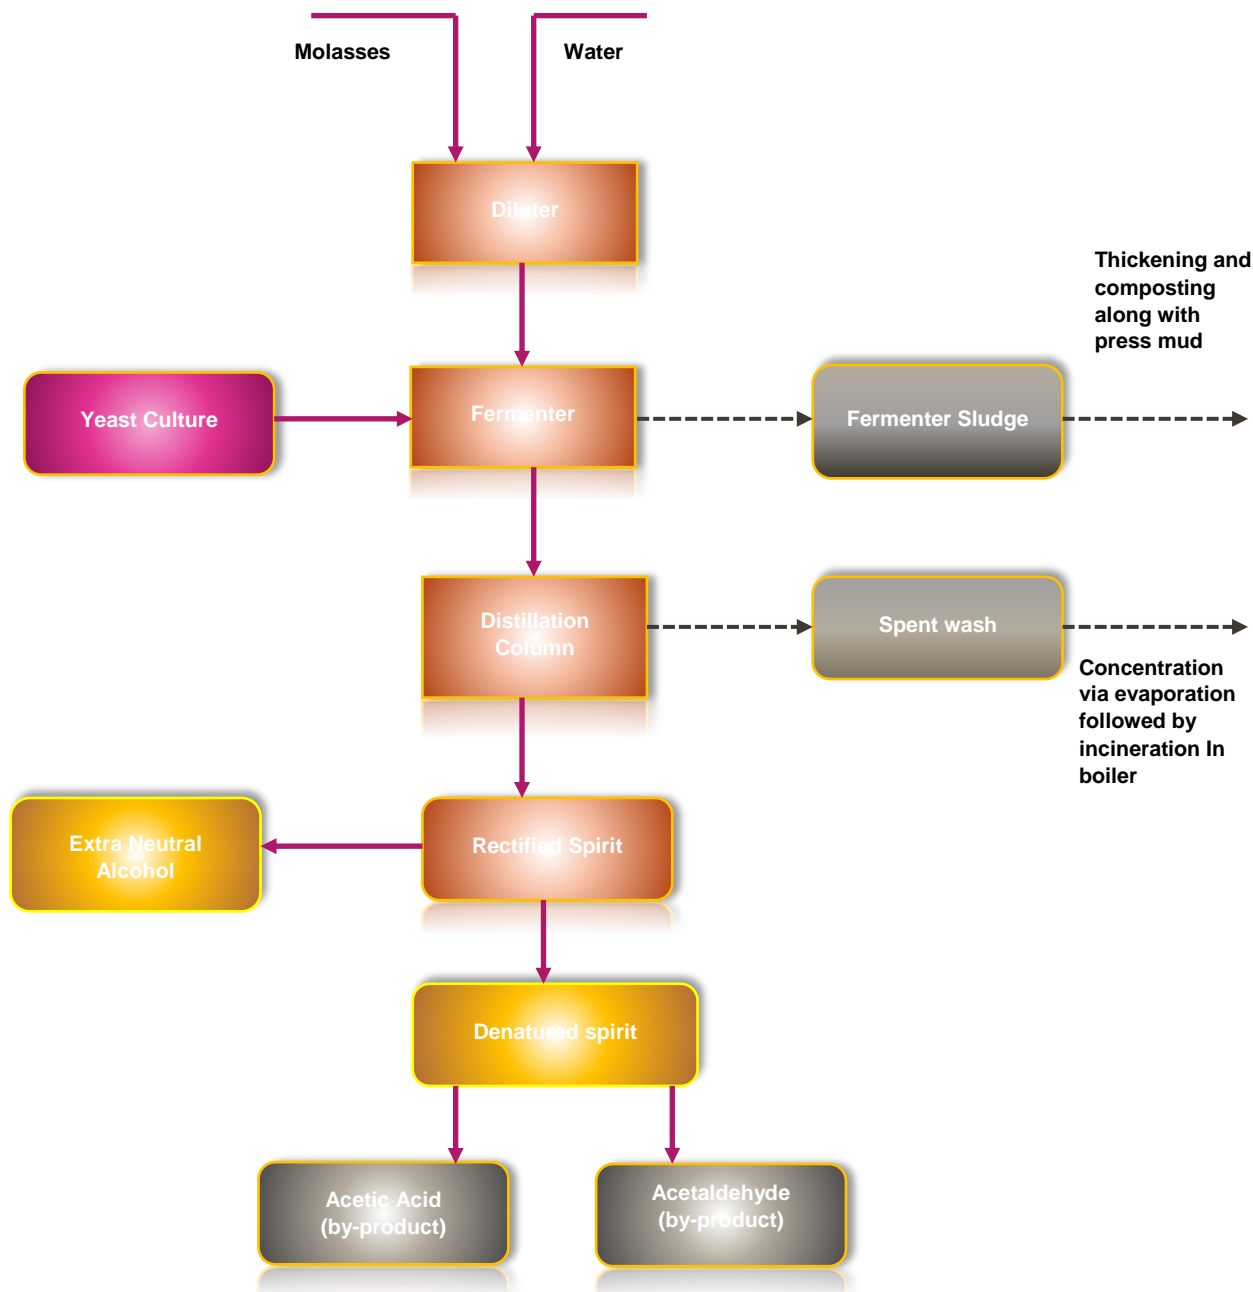 Molasses
Water
Diluter
Thickening and
composting
along with
press mud
Yeast Culture
Fermenter
Fermenter Sludge
Distillation
Column
Spent wash
Concentration
via evaporation
followed by
incineration In
boiler
Extra Neutral
Alcohol
Rectified Spirit
Denatured spirit
Acetic Acid
(by-product)
Acetaldehyde
(by-product)